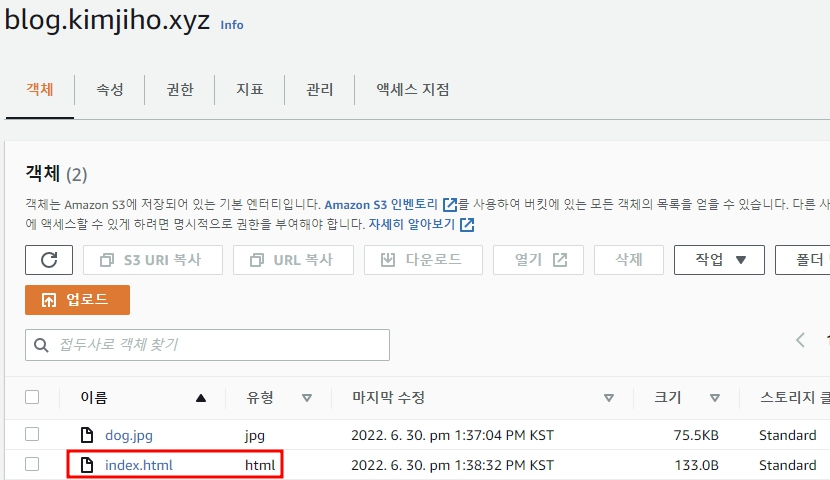 blog.kimjiho.xyz Info
객체 속성 권한 지표 관리 액세스 지점
객체 (2)
객체는 Amazon S3에 저장되어 있는 기본 엔터티입니다. Amazon S3 인벤토리 를 사용하여 버킷에 있는 모든 객체의 목록을 얻을 수 있습니다. 다른 사
에 액세스할 수 있게 하려면 명시적으로 권한을 부여해야 합니다. 자세히 알아보기
S3 URI 복사 URL 복사 다운로드 열기 삭제 작업 폴더
업로드
접두사로 객체 찾기
이름 유형 마지막 수정 크기 스토리지
dog.jpg jpg 2022. 6. 30. pm 1:37:04 PM KST 75.5KB Standard
index.html html 2022. 6. 30. pm 1:38:32 PM KST 133.0B Standard